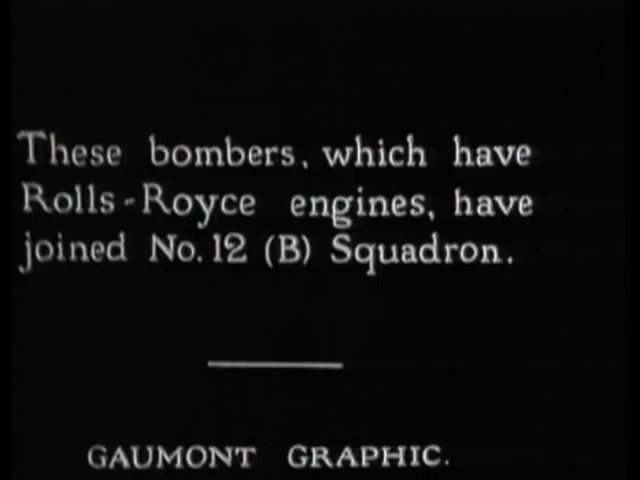 These bombers, which have
Rolls-Royce engines, have
joined No. 12 (B) Squadron.
GAUMONT GRAPHIC.